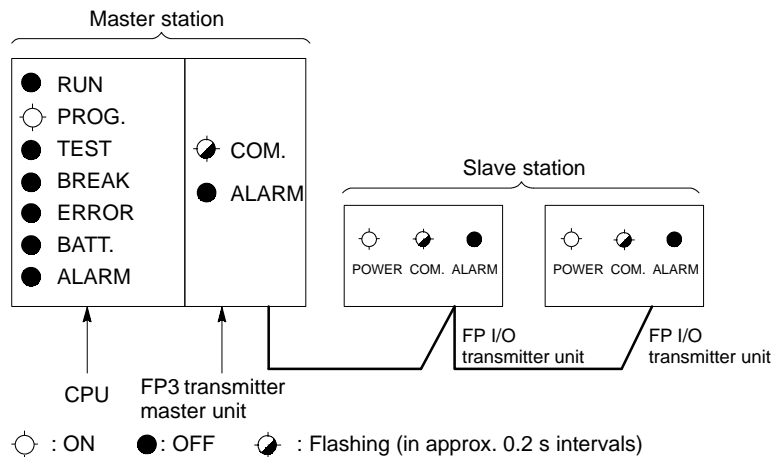 Master station
RUN
PROG.
TEST
BREAK
ERROR
BATT.
ALARM
COM.
ALARM
Slave station
POWER COM. ALARM
POWER COM. ALARM
FP I/O
transmitter unit
FP I/O
transmitter unit
CPU
FP3 transmitter
master unit
: ON : OFF : Flashing (in approx. 0.2 s intervals)